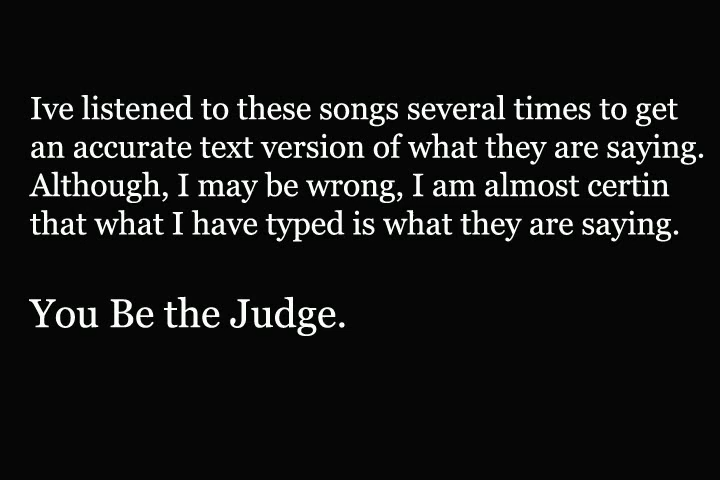 Ive listened to these songs several times to get
an accurate text version of what they are saying.
Although, I may be wrong, I am almost certin
that what I have typed is what they are saying.
You Be the Judge.